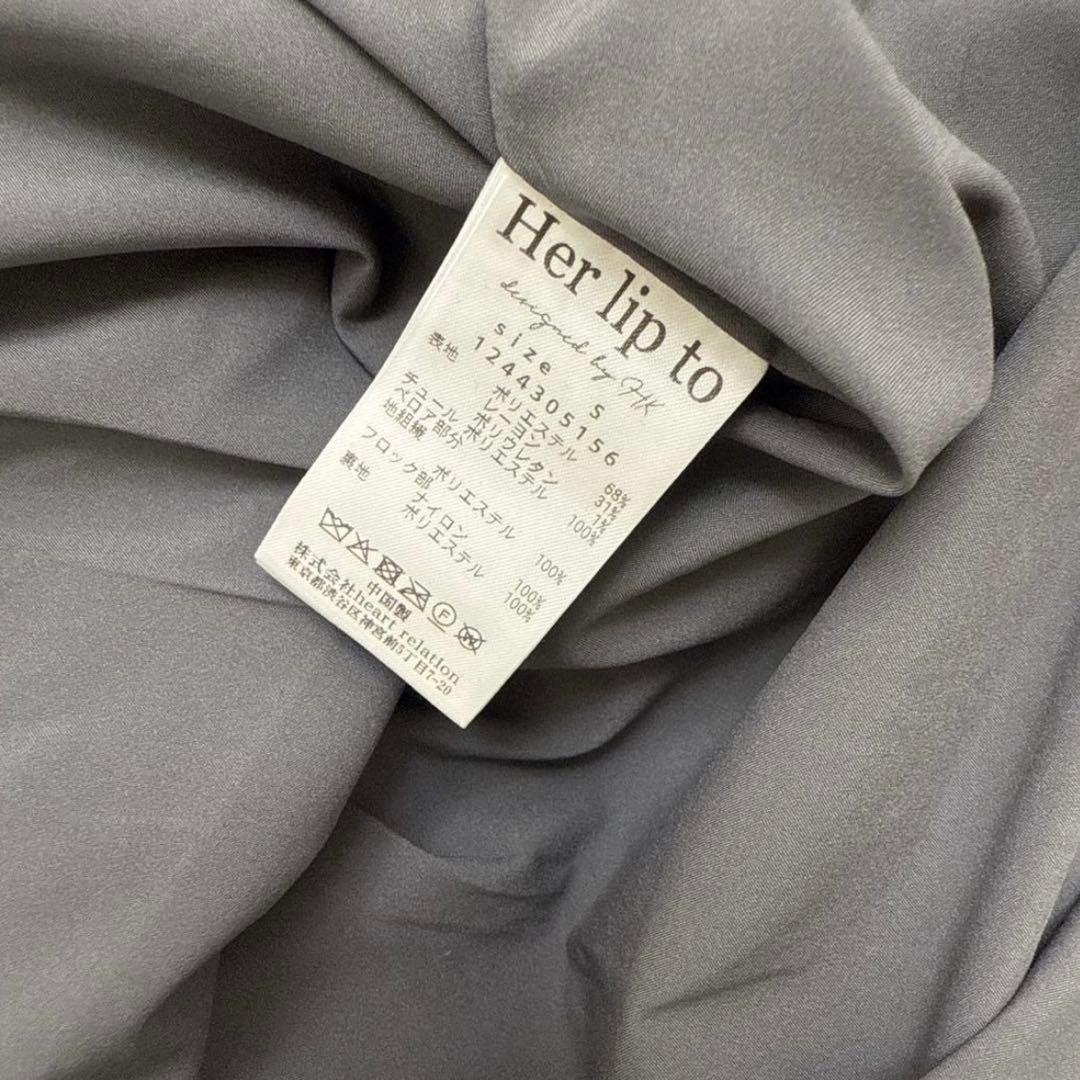 Her lip to
designed by HK
size S
1244305156
表地 ポリエステル 68%
レーヨン 31%
ポリウレタン 1%
チュール ポリエステル 100%
ベロア部分
地組織 ポリエステル 100%
フロック部 ナイロン 100%
裏地 ポリエステル 100%
F
W
中国製
株式会社heart relation
東京都渋谷区神宮前5丁目7-20